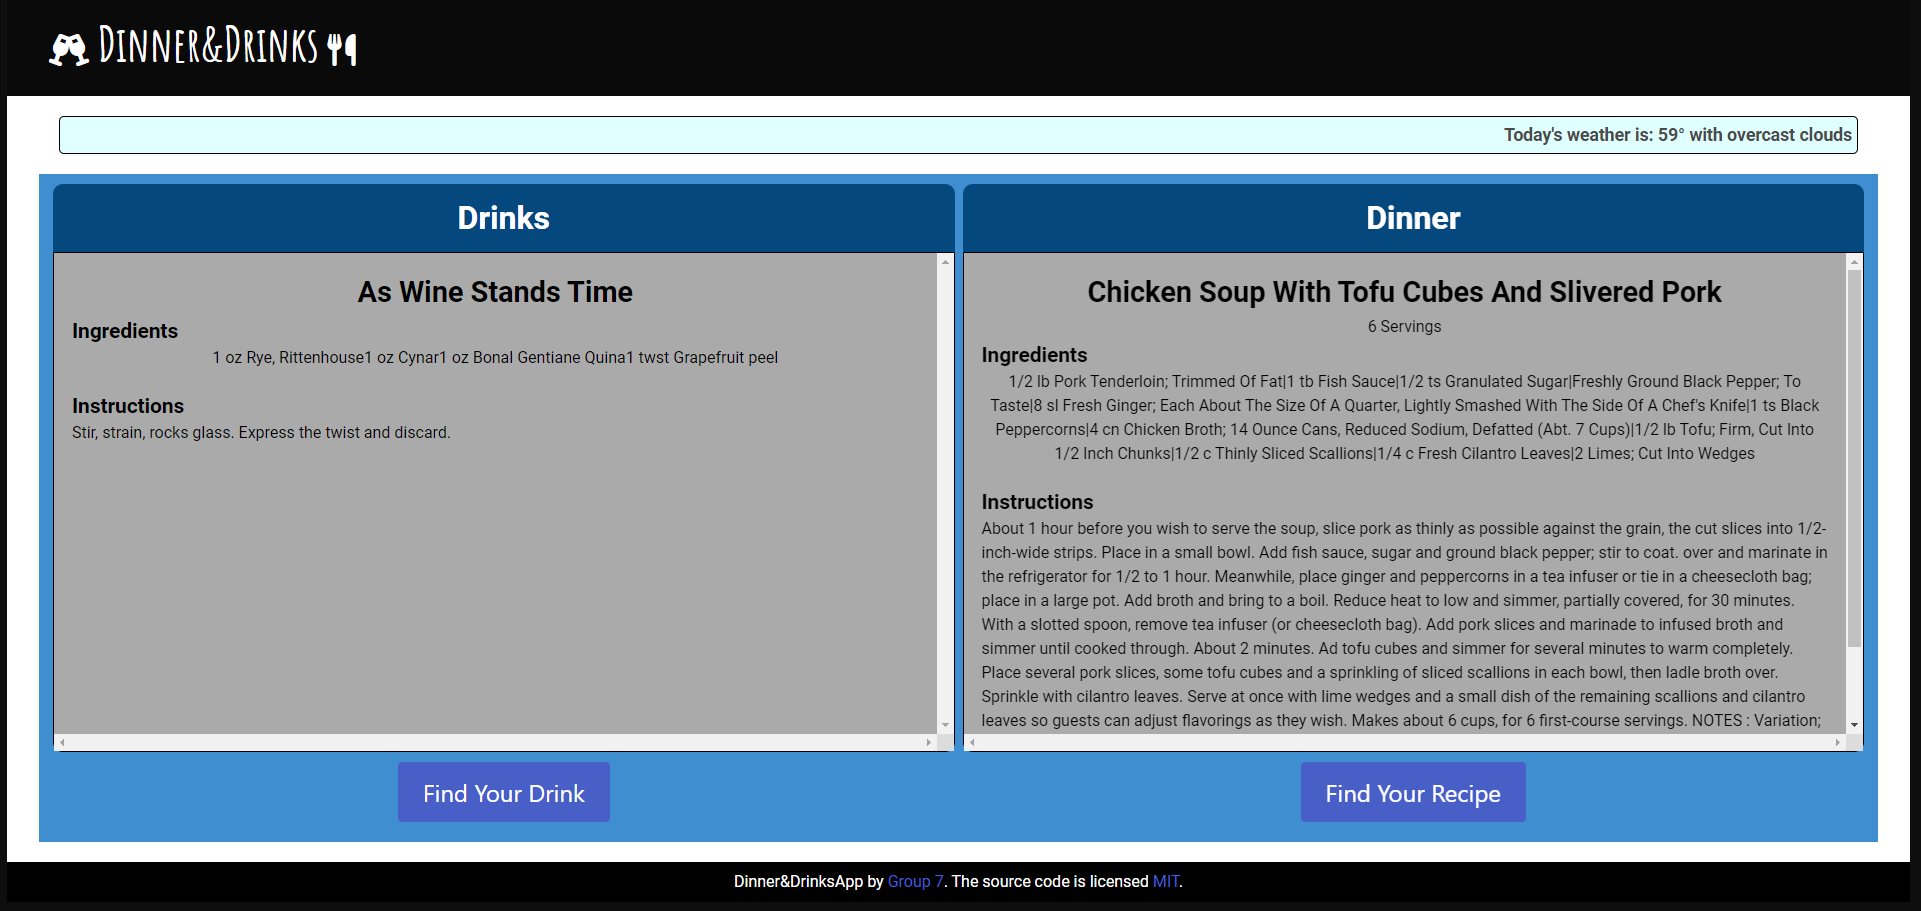 Dinner&Drinks
Today's weather is: 59° with overcast clouds
Drinks
As Wine Stands Time
Ingredients
1 oz Rye, Rittenhouse1 oz Cynar1 oz Bonal Gentiane Quina1 twst Grapefruit peel
Instructions
Stir, strain, rocks glass. Express the twist and discard.
Find Your Drink
Dinner
Chicken Soup With Tofu Cubes And Slivered Pork
6 Servings
Ingredients
1/2 lb Pork Tenderloin; Trimmed Of Fat|1 tb Fish Sauce|1/2 ts Granulated Sugar|Freshly Ground Black Pepper; To
Taste|8 sl Fresh Ginger; Each About The Size Of A Quarter, Lightly Smashed With The Side Of A Chef's Knife|1 ts Black
Peppercorns|4 cn Chicken Broth; 14 Ounce Cans, Reduced Sodium, Defatted (Abt. 7 Cups)|1/2 lb Tofu; Firm, Cut Into
1/2 Inch Chunks|1/2 c Thinly Sliced Scallions|1/4 c Fresh Cilantro Leaves|2 Limes; Cut Into Wedges
Instructions
About 1 hour before you wish to serve the soup, slice pork as thinly as possible against the grain, the cut slices into 1/2-
inch-wide strips. Place in a small bowl. Add fish sauce, sugar and ground black pepper; stir to coat. over and marinate in
the refrigerator for 1/2 to 1 hour. Meanwhile, place ginger and peppercorns in a tea infuser or tie in a cheesecloth bag;
place in a large pot. Add broth and bring to a boil. Reduce heat to low and simmer, partially covered, for 30 minutes.
With a slotted spoon, remove tea infuser (or cheesecloth bag). Add pork slices and marinade to infused broth and
simmer until cooked through. About 2 minutes. Ad tofu cubes and simmer for several minutes to warm completely.
Place several pork slices, some tofu cubes and a sprinkling of sliced scallions in each bowl, then ladle broth over.
Sprinkle with cilantro leaves. Serve at once with lime wedges and a small dish of the remaining scallions and cilantro
leaves so guests can adjust flavorings as they wish. Makes about 6 cups, for 6 first-course servings. NOTES : Variation;
Find Your Recipe
Dinner&DrinksApp by Group 7. The source code is licensed MIT.